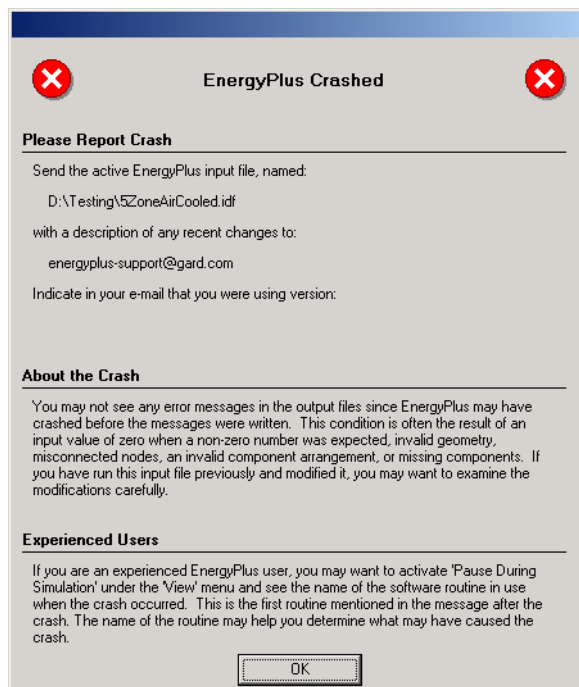 EnergyPlus Crashed
Please Report Crash
Send the active EnergyPlus input file, named:
D:\Testing\5ZoneAirCooled.idf
with a description of any recent changes to:
energyplus-support@gard.com
Indicate in your e-mail that you were using version:
About the Crash
You may not see any error messages in the output files since EnergyPlus may have
crashed before the messages were written.  This condition is often the result of an
input value of zero when a non-zero number was expected, invalid geometry,
misconnected nodes, an invalid component arrangement, or missing components.  If
you have run this input file previously and modified it, you may want to examine the
modifications carefully.
Experienced Users
If you are an experienced EnergyPlus user, you may want to activate 'Pause During
Simulation' under the 'View' menu and see the name of the software routine in use
when the crash occurred.  This is the first routine mentioned in the message after the
crash. The name of the routine may help you determine what may have caused the
crash.
OK